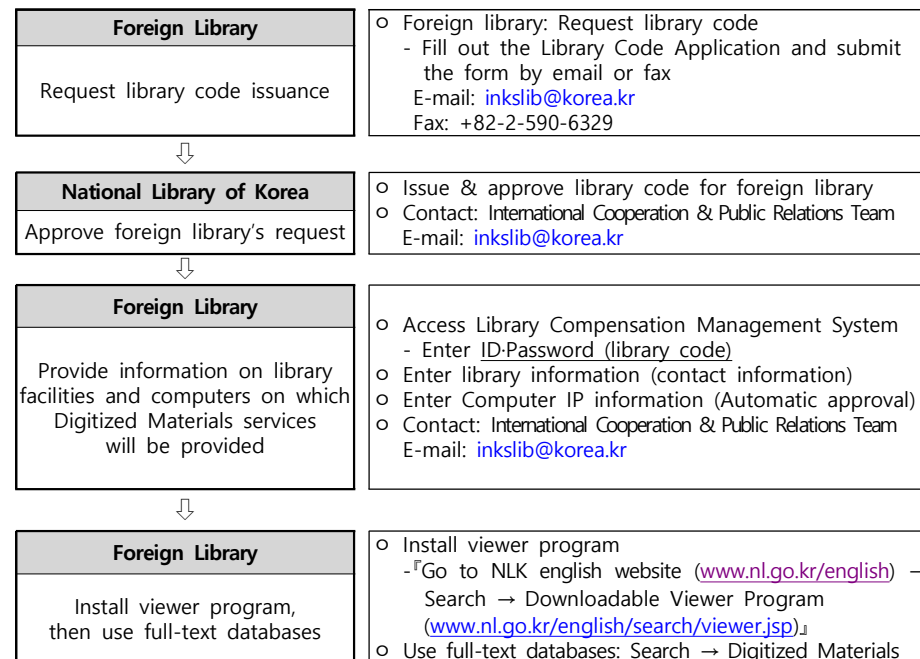 Foreign Library
Request library code issuance
○ Foreign library: Request library code
- Fill out the Library Code Application and submit
the form by email or fax
E-mail: inkslib@korea.kr
Fax: +82-2-590-6329
⇩
National Library of Korea
Approve foreign library's request
○ Issue & approve library code for foreign library
○ Contact: International Cooperation & Public Relations Team
E-mail: inkslib@korea.kr
⇩
Foreign Library
Provide information on library
facilities and computers on which
Digitized Materials services
will be provided
○ Access Library Compensation Management System
- Enter ID·Password (library code)
○ Enter library information (contact information)
○ Enter Computer IP information (Automatic approval)
○ Contact: International Cooperation & Public Relations Team
E-mail: inkslib@korea.kr
⇩
Foreign Library
Install viewer program,
then use full-text databases
○ Install viewer program
-『Go to NLK english website (www.nl.go.kr/english) –
Search → Downloadable Viewer Program
(www.nl.go.kr/english/search/viewer.jsp)』
○ Use full-text databases: Search → Digitized Materials